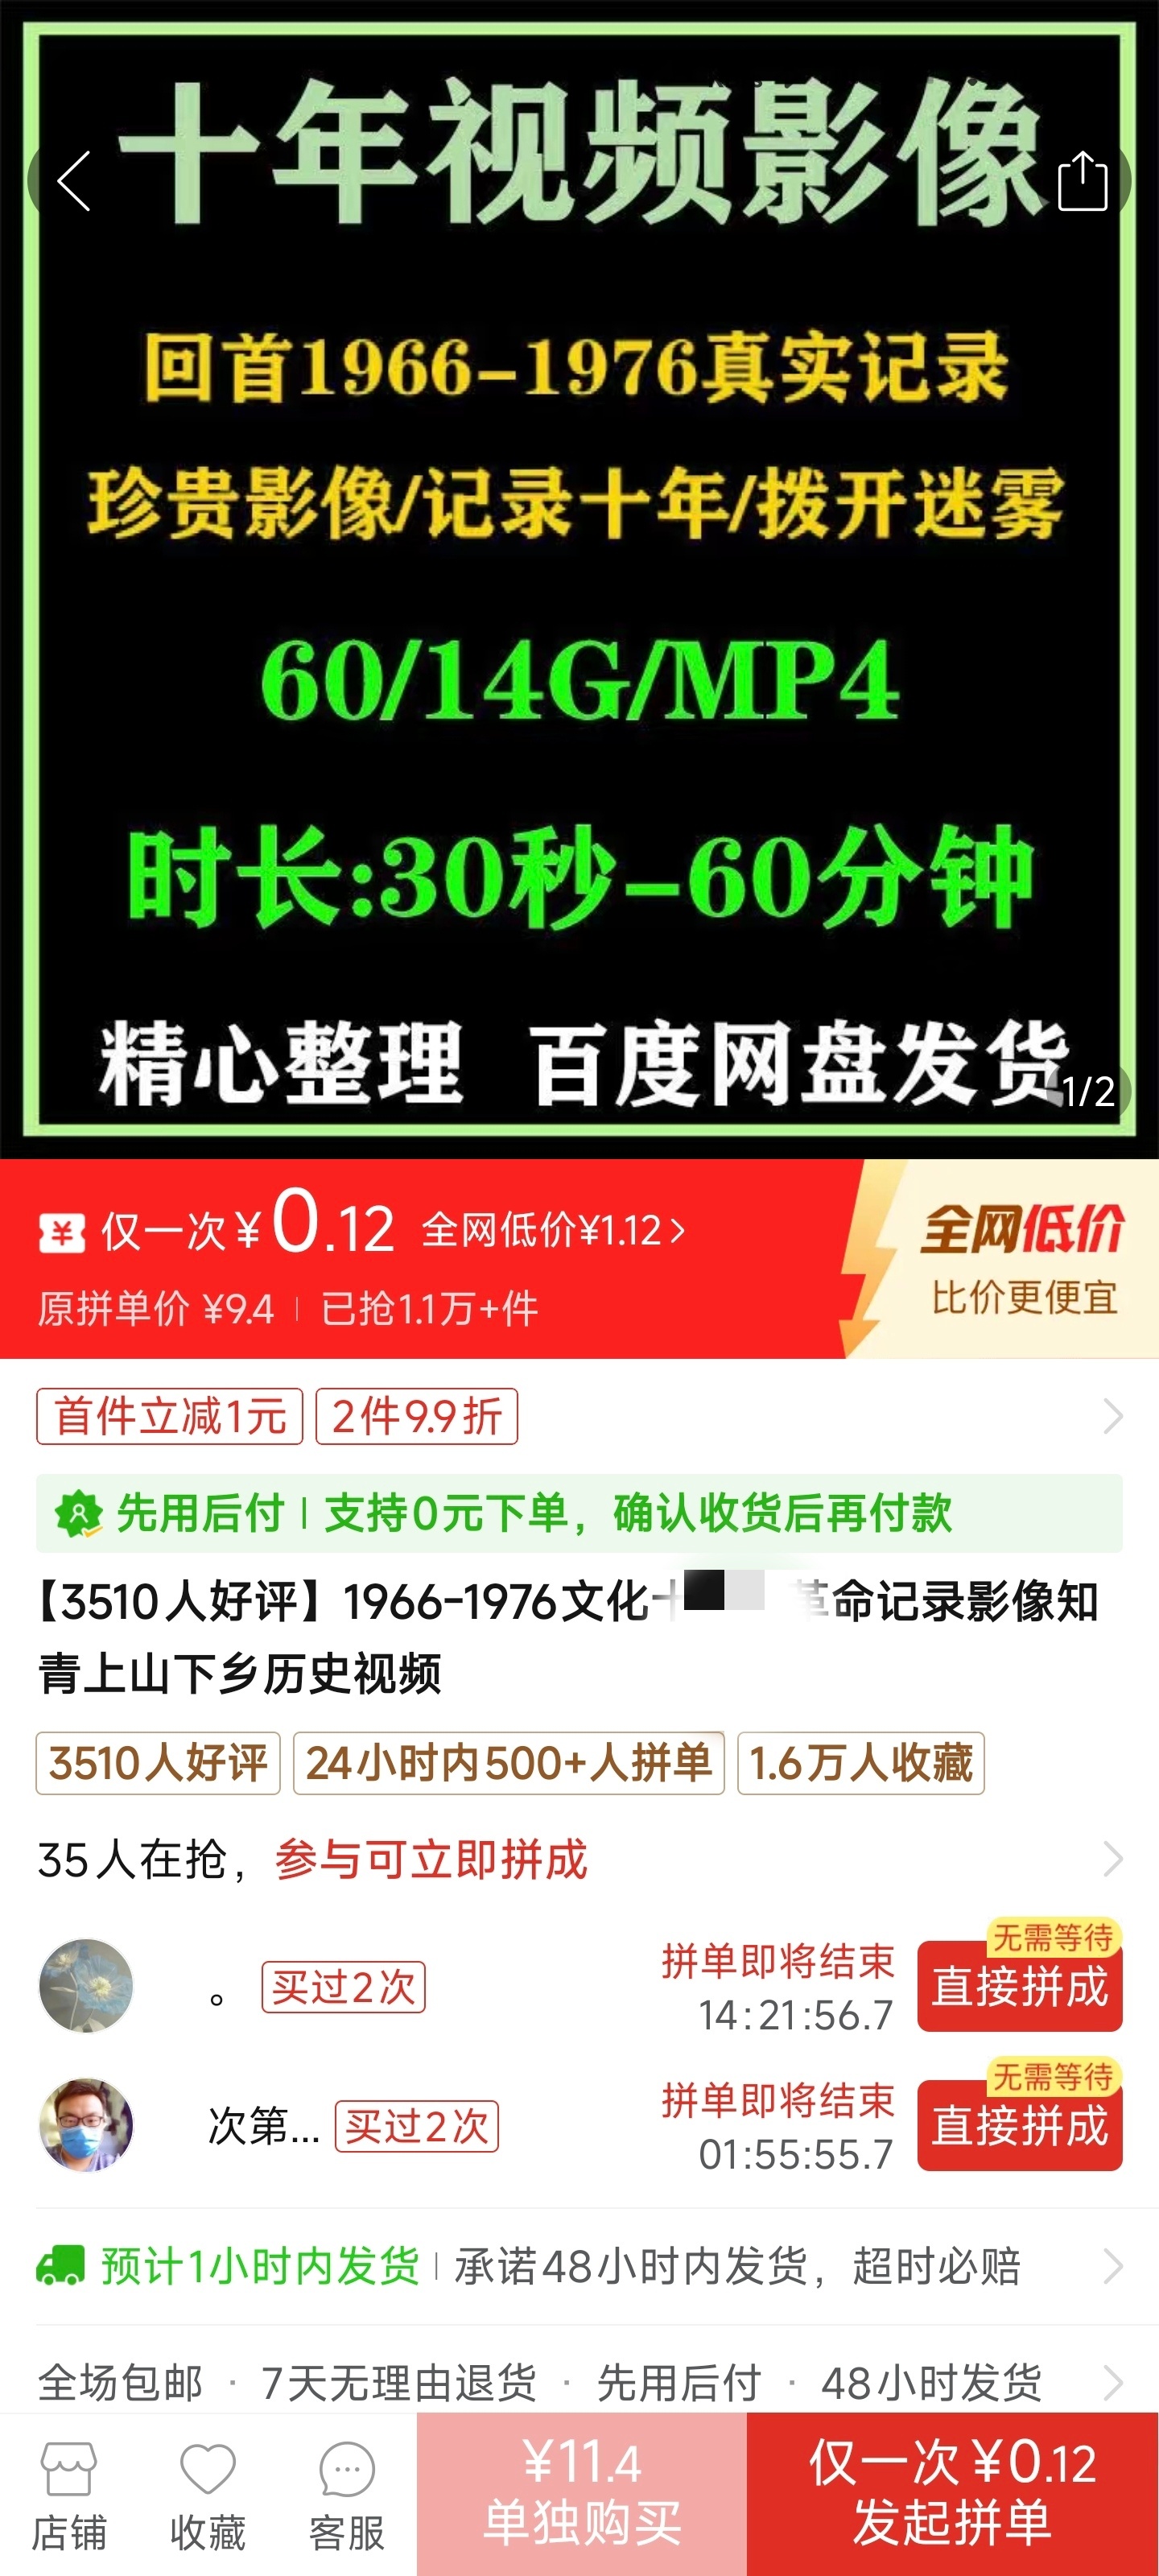 十年视频影像
回首1966-1976真实记录
珍贵影像/记录十年/拨开迷雾
60/14G/MP4
时长:30秒-60分钟
精心整理 百度网盘发货
1/2
仅一次¥0.12 全网低价¥1.12>
全网低价
原拼单价 ¥9.4 | 已抢1.1万+件
比价更便宜
首件立减1元 2件9.9折
先用后付 | 支持0元下单，确认收货后再付款
【3510人好评】1966-1976文化 革命记录影像知
青上山下乡历史视频
3510人好评 24小时内500+人拼单 1.6万人收藏
35人在抢，参与可立即拼成
。 买过2次
拼单即将结束
14:21:56.7
无需等待
直接拼成
次第... 买过2次
拼单即将结束
01:55:55.7
无需等待
直接拼成
预计1小时内发货 | 承诺48小时内发货，超时必赔
全场包邮 · 7天无理由退货 · 先用后付 · 48小时发货
店铺
收藏
客服
¥11.4
单独购买
仅一次¥0.12
发起拼单